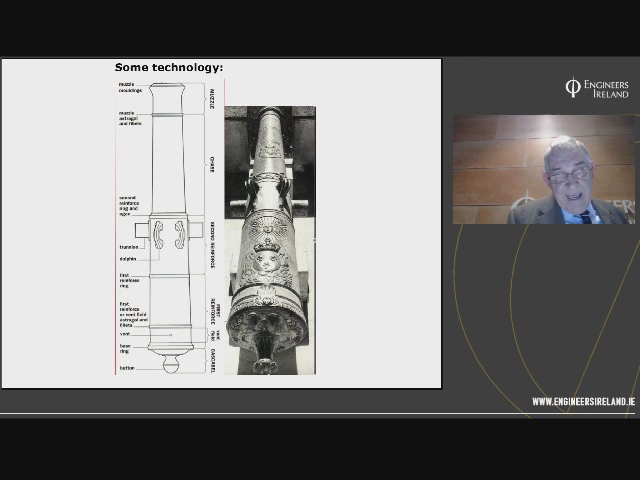 Some technology:
muzzle
mouldings
muzzle
astragal
and fillets
second
reinforce
ring and
ogee
trunnion
dolphin
first
reinforce
ring
first
reinforce
or vent field
astragal and
fillets
vent
base
ring
button
MUZZLE
CHASE
SECOND REINFORCE
FIRST
REINFORCE
vent
field
CASCABEL
ENGINEERS
IRELAND
WWW.ENGINEERSIRELAND.IE